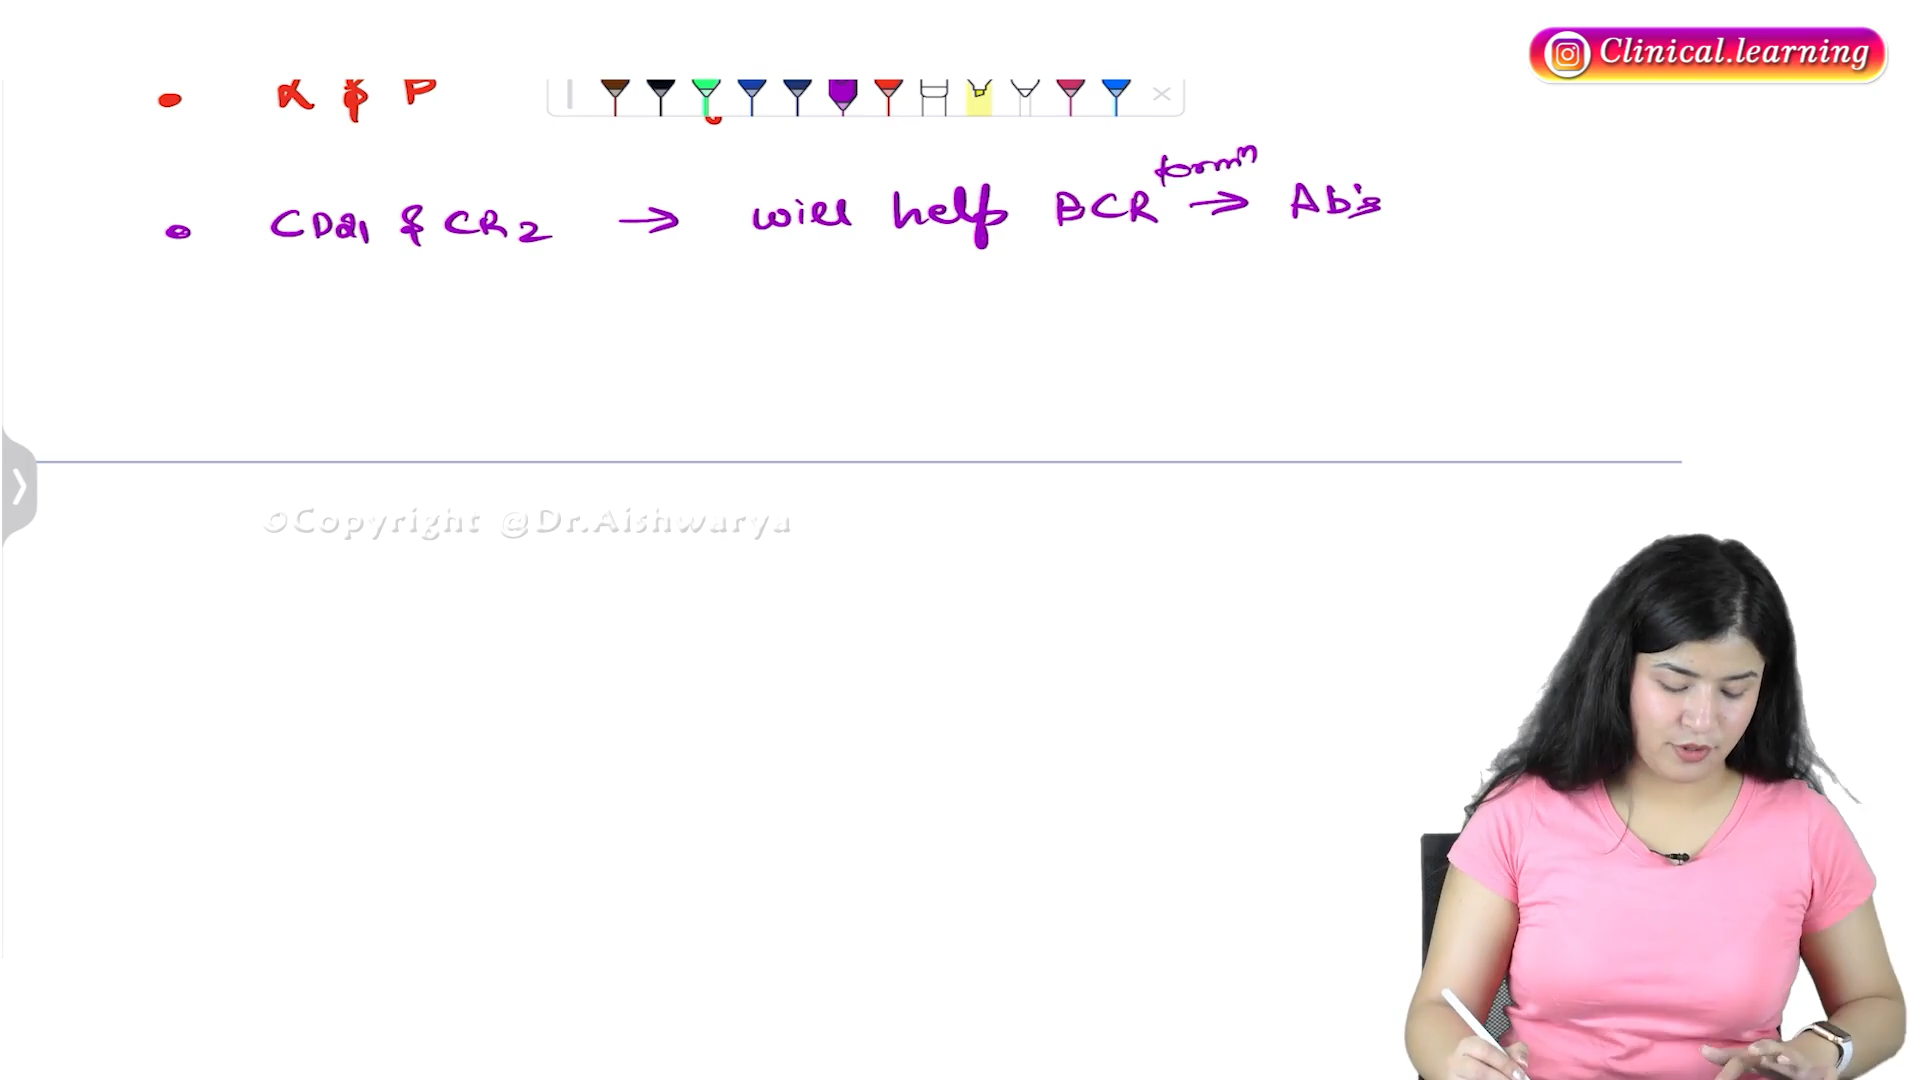 Clinical.learning
formⁿ
• CD21 & CR2 → will help BCR → Ab's
©Copyright @Dr.Aishwarya